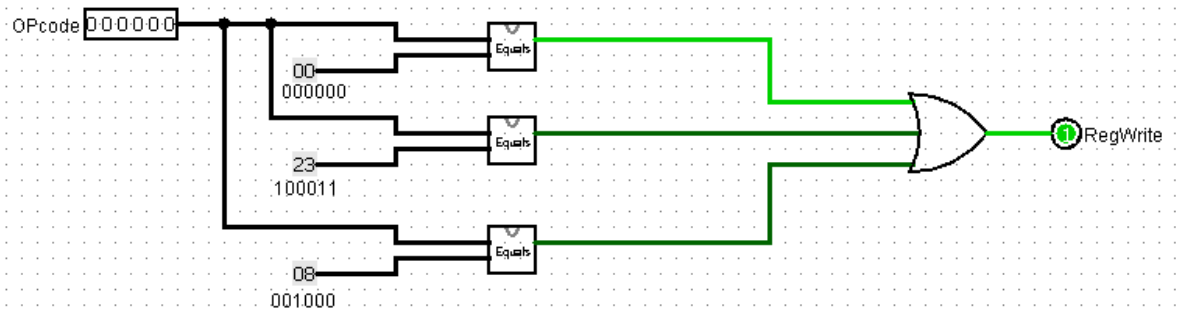 OPcode 000000
Equals
00
000000
Equals
23
100011
1 RegWrite
Equals
08
001000